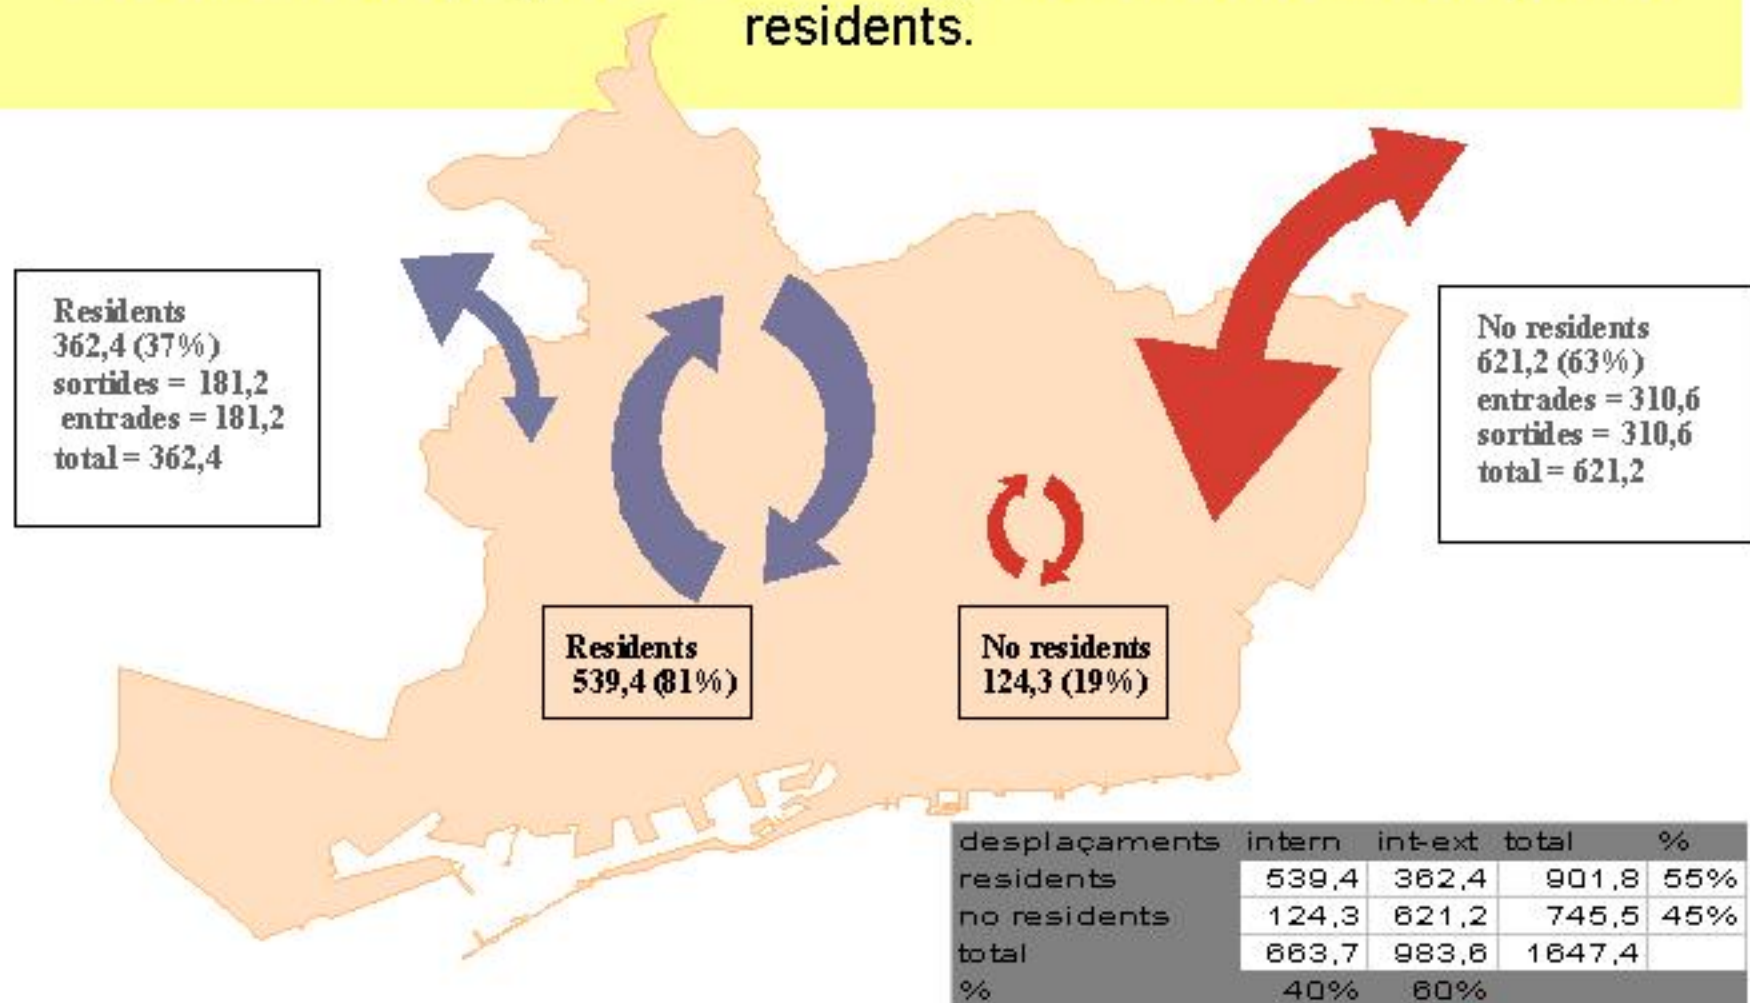 residents.
Residents
362,4 (37%)
sortides = 181,2
entrades = 181,2
total = 362,4
No residents
621,2 (63%)
entrades = 310,6
sortides = 310,6
total = 621,2
Residents
539,4 (81%)
No residents
124,3 (19%)
desplaçaments intern int-ext total %
residents 539,4 362,4 901,8 55%
no residents 124,3 621,2 745,5 45%
total 663,7 983,6 1647,4
% 40% 60%